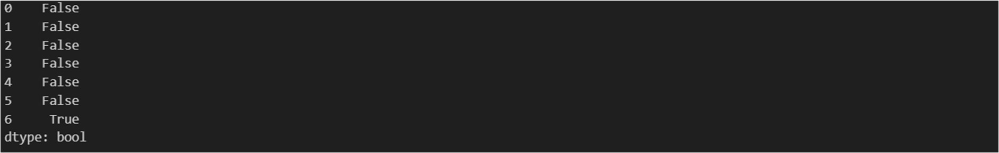 0    False
1    False
2    False
3    False
4    False
5    False
6     True
dtype: bool